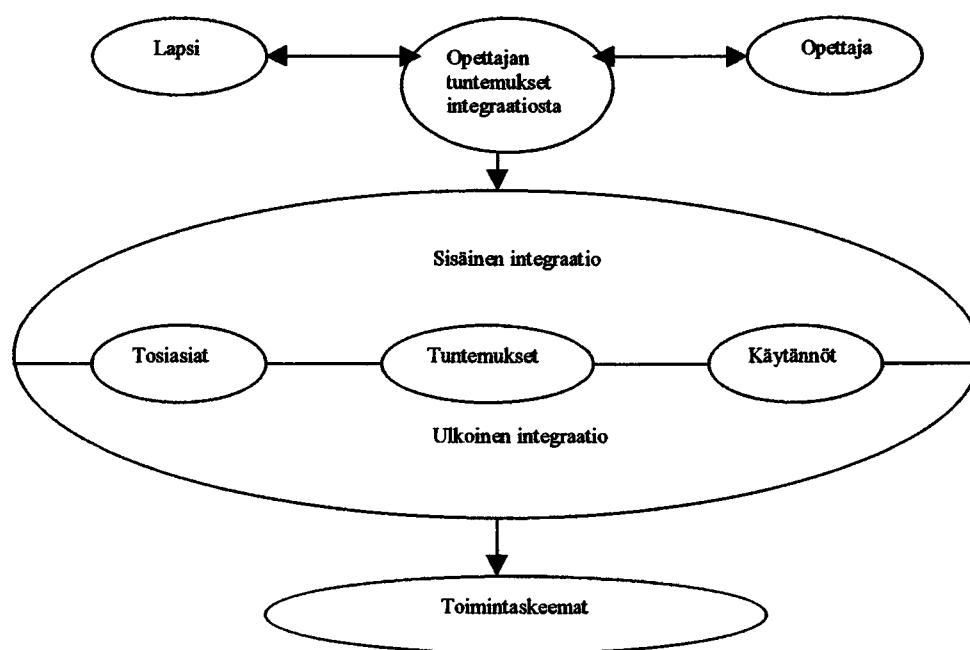 Lapsi
Opettajan
tuntemukset
integraatiosta
Opettaja
Sisäinen integraatio
Tosiasiat
Tuntemukset
Käytännöt
Ulkoinen integraatio
Toimintaskeemat